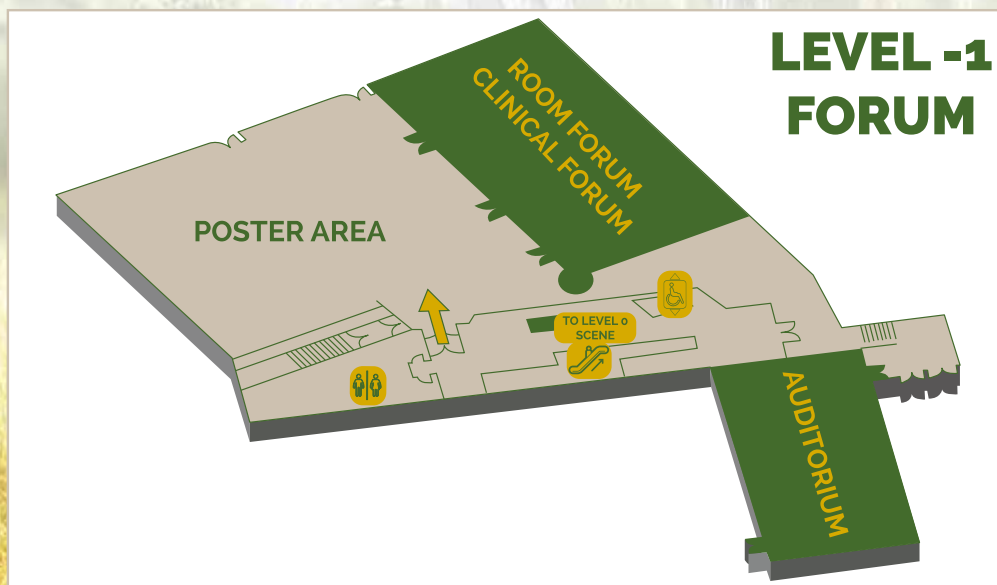 LEVEL -1
FORUM
ROOM FORUM
CLINICAL FORUM
POSTER AREA
TO LEVEL 0
SCENE
AUDITORIUM